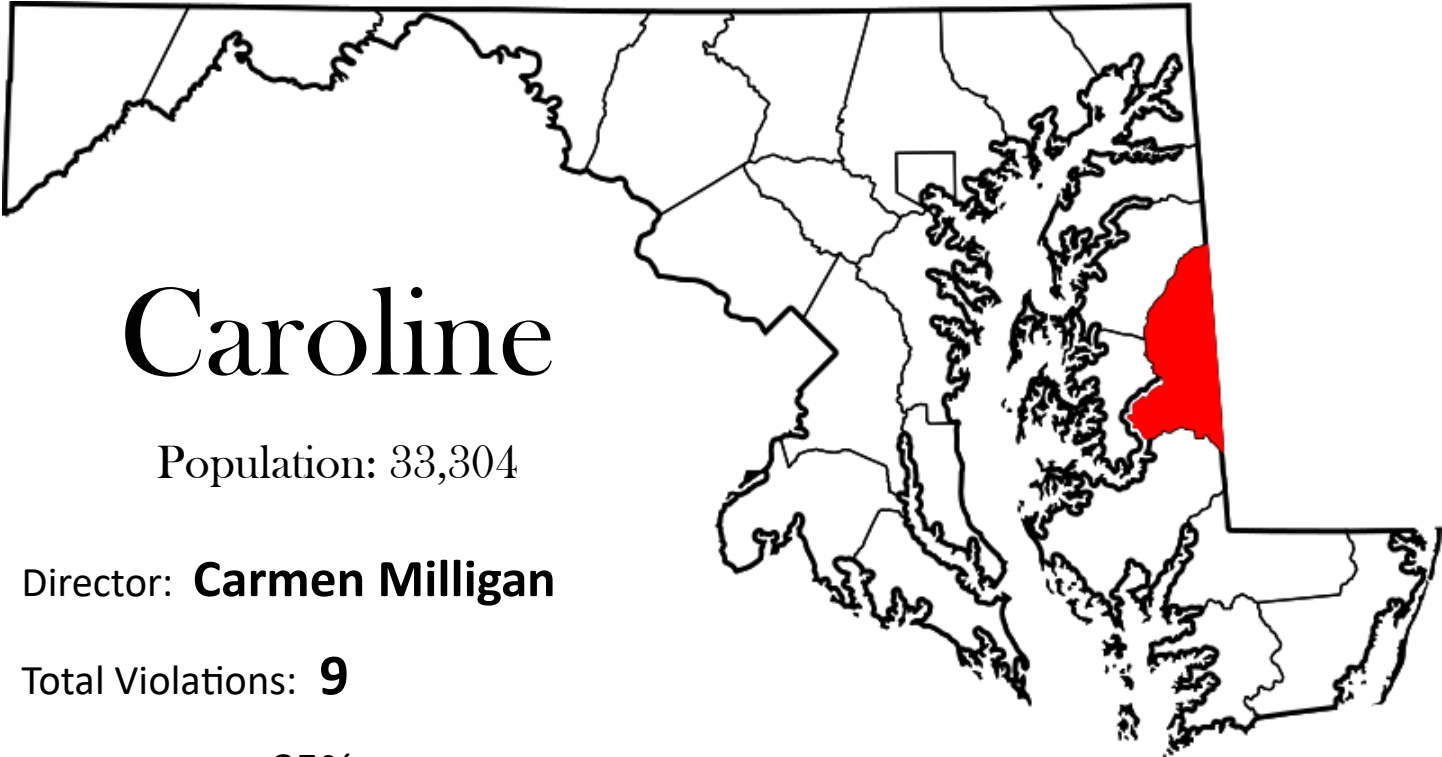 Caroline
Population: 33,304
Director: Carmen Milligan
Total Violations: 9